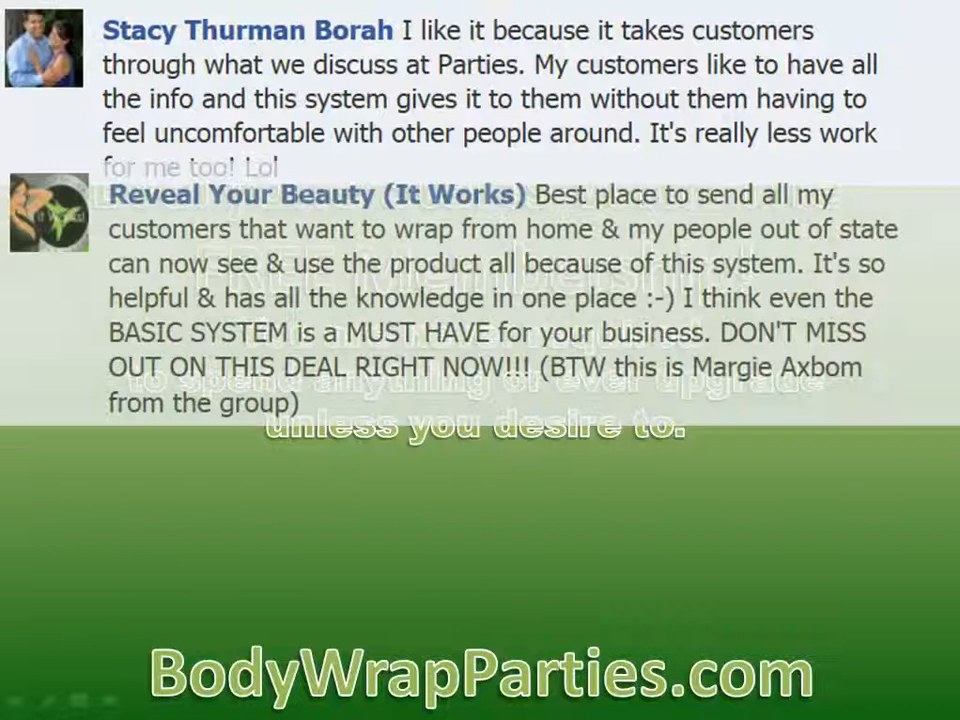 Stacy Thurman Borah I like it because it takes customers
through what we discuss at Parties. My customers like to have all
the info and this system gives it to them without them having to
feel uncomfortable with other people around. It's really less work
for me too! Lol
Reveal Your Beauty (It Works) Best place to send all my
customers that want to wrap from home & my people out of state
can now see & use the product all because of this system. It's so
helpful & has all the knowledge in one place :-) I think even the
BASIC SYSTEM is a MUST HAVE for your business. DON'T MISS
OUT ON THIS DEAL RIGHT NOW!!! (BTW this is Margie Axbom
from the group)
FREE Membership
to spend anything or ever upgrade
unless you desire to.
BodyWrapParties.com